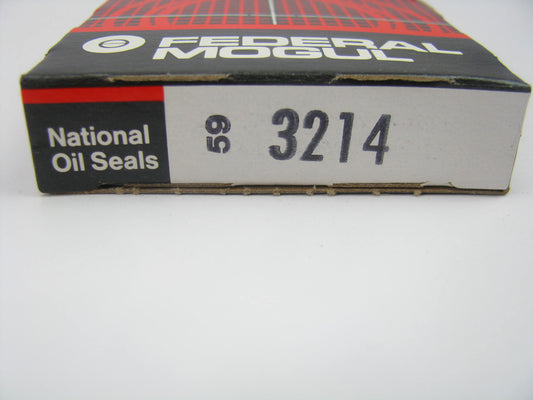 FEDERAL
MOGUL
National
Oil Seals
59
3214